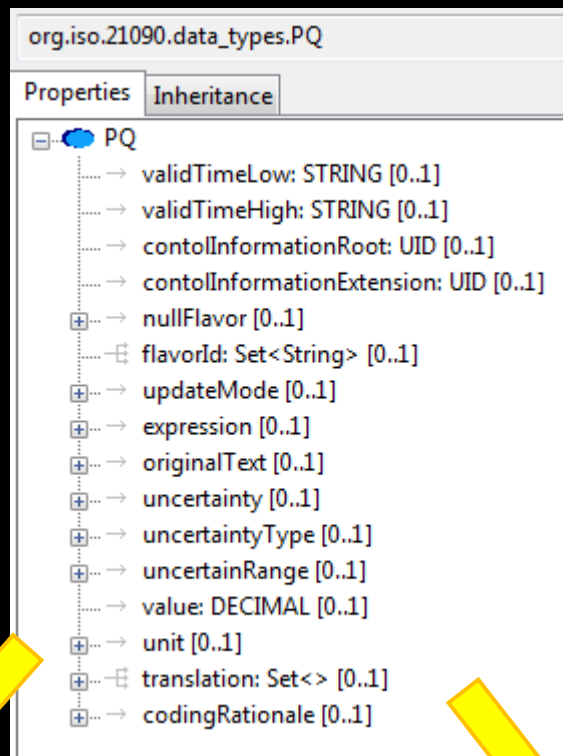 org.iso.21090.data_types.PQ
Properties Inheritance
PQ
validTimeLow: STRING [0..1]
validTimeHigh: STRING [0..1]
contolInformationRoot: UID [0..1]
contolInformationExtension: UID [0..1]
nullFlavor [0..1]
flavorId: Set<String> [0..1]
updateMode [0..1]
expression [0..1]
originalText [0..1]
uncertainty [0..1]
uncertaintyType [0..1]
uncertainRange [0..1]
value: DECIMAL [0..1]
unit [0..1]
translation: Set<> [0..1]
codingRationale [0..1]